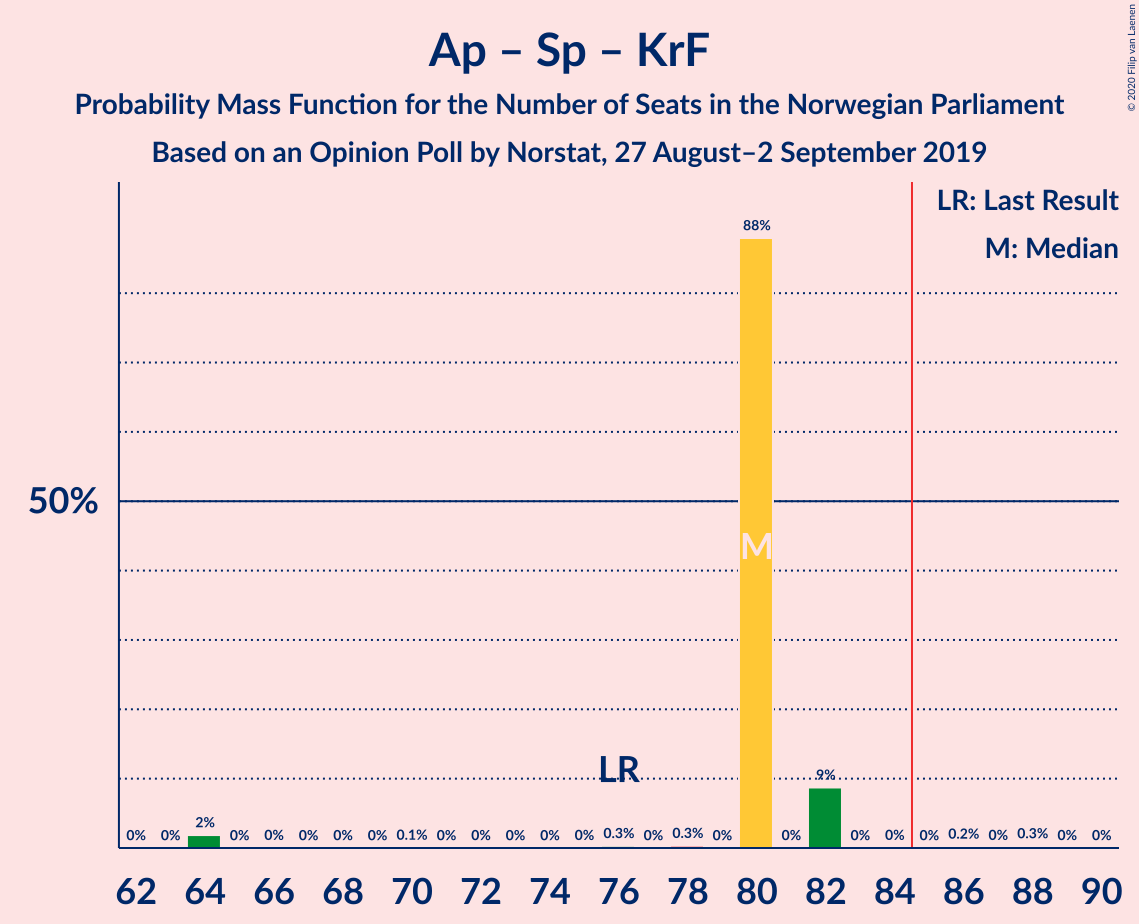 Ap – Sp – KrF
Probability Mass Function for the Number of Seats in the Norwegian Parliament
Based on an Opinion Poll by Norstat, 27 August–2 September 2019
© 2020 Filip van Laenen
LR: Last Result
M: Median
88%
50%
M
LR
9%
2%
0% 0% 0% 0% 0% 0% 0% 0.1% 0% 0% 0% 0% 0% 0.3% 0% 0.3% 0% 0% 0% 0% 0% 0.2% 0% 0.3% 0% 0%
62 64 66 68 70 72 74 76 78 80 82 84 86 88 90